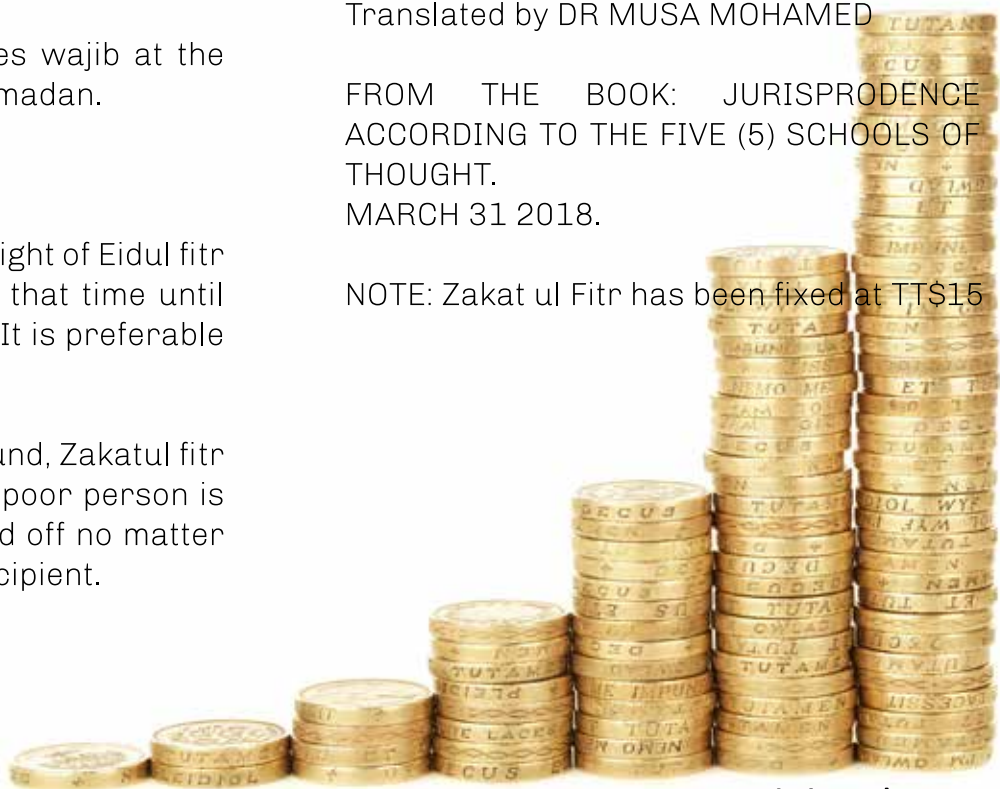 es wajib at the
madan.
ight of Eidul fitr
that time until
It is preferable
und, Zakatul fitr
poor person is
d off no matter
cipient.
Translated by DR MUSA MOHAMED
FROM THE BOOK: JURISPRODENCE
ACCORDING TO THE FIVE (5) SCHOOLS OF
THOUGHT.
MARCH 31 2018.
NOTE: Zakat ul Fitr has been fixed at TT$15